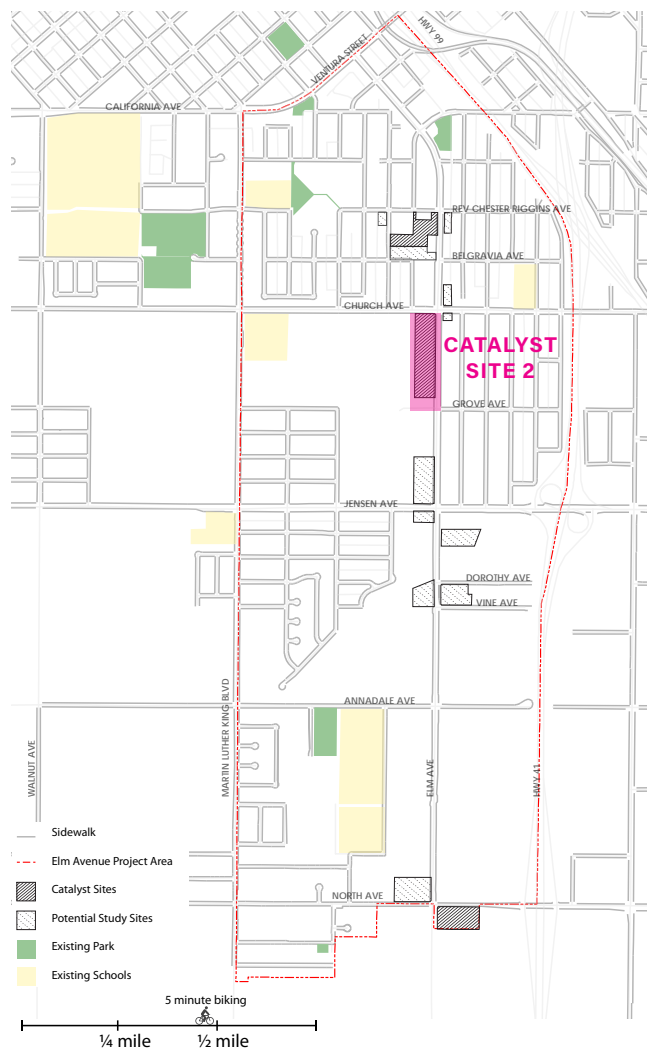 HWY 99
VENTURA STREET
CALIFORNIA AVE
REV CHESTER RIGGINS AVE
BELGRAVIA AVE
CHURCH AVE
CATALYST
SITE 2
GROVE AVE
JENSEN AVE
DOROTHY AVE
VINE AVE
ANNADALE AVE
WALNUT AVE
MARTIN LUTHER KING BLVD
ELM AVE
HWY 41
NORTH AVE
Sidewalk
Elm Avenue Project Area
Catalyst Sites
Potential Study Sites
Existing Park
Existing Schools
5 minute biking
¼ mile
½ mile